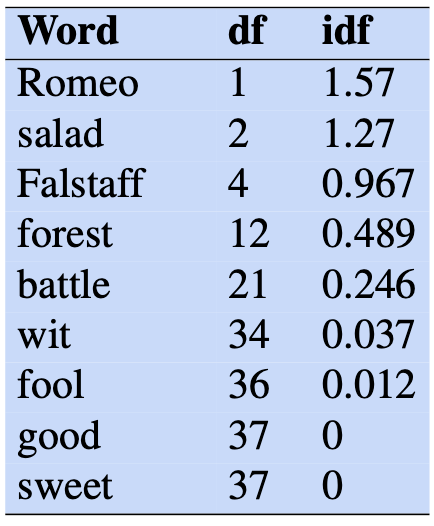 Word df idf
Romeo 1 1.57
salad 2 1.27
Falstaff 4 0.967
forest 12 0.489
battle 21 0.246
wit 34 0.037
fool 36 0.012
good 37 0
sweet 37 0